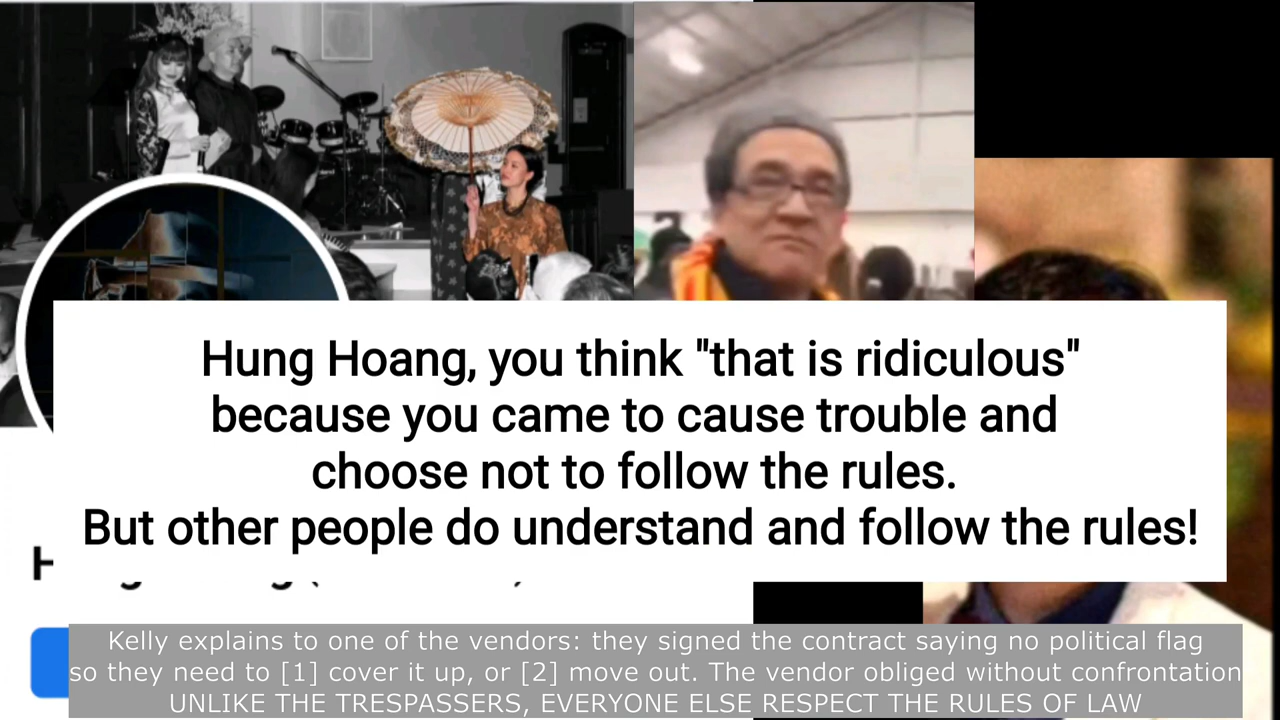 Hung Hoang, you think "that is ridiculous"
because you came to cause trouble and
choose not to follow the rules.
But other people do understand and follow the rules!
Kelly explains to one of the vendors: they signed the contract saying no political flag
so they need to [1] cover it up, or [2] move out. The vendor obliged without confrontation
UNLIKE THE TRESPASSERS, EVERYONE ELSE RESPECT THE RULES OF LAW